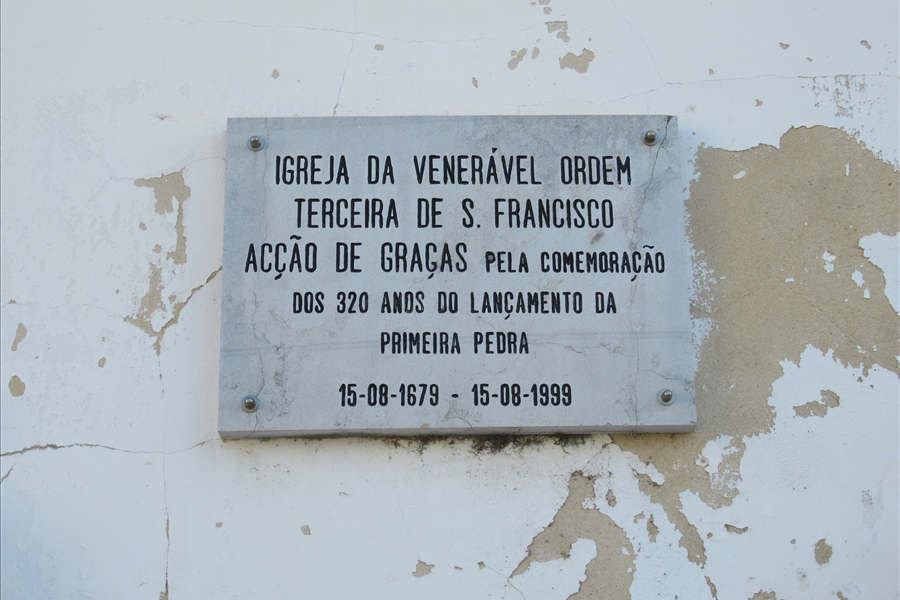 IGREJA DA VENERÁVEL ORDEM
TERCEIRA DE S. FRANCISCO
ACÇÃO DE GRAÇAS PELA COMEMORAÇÃO
DOS 320 ANOS DO LANÇAMENTO DA
PRIMEIRA PEDRA
15-08-1679 - 15-08-1999